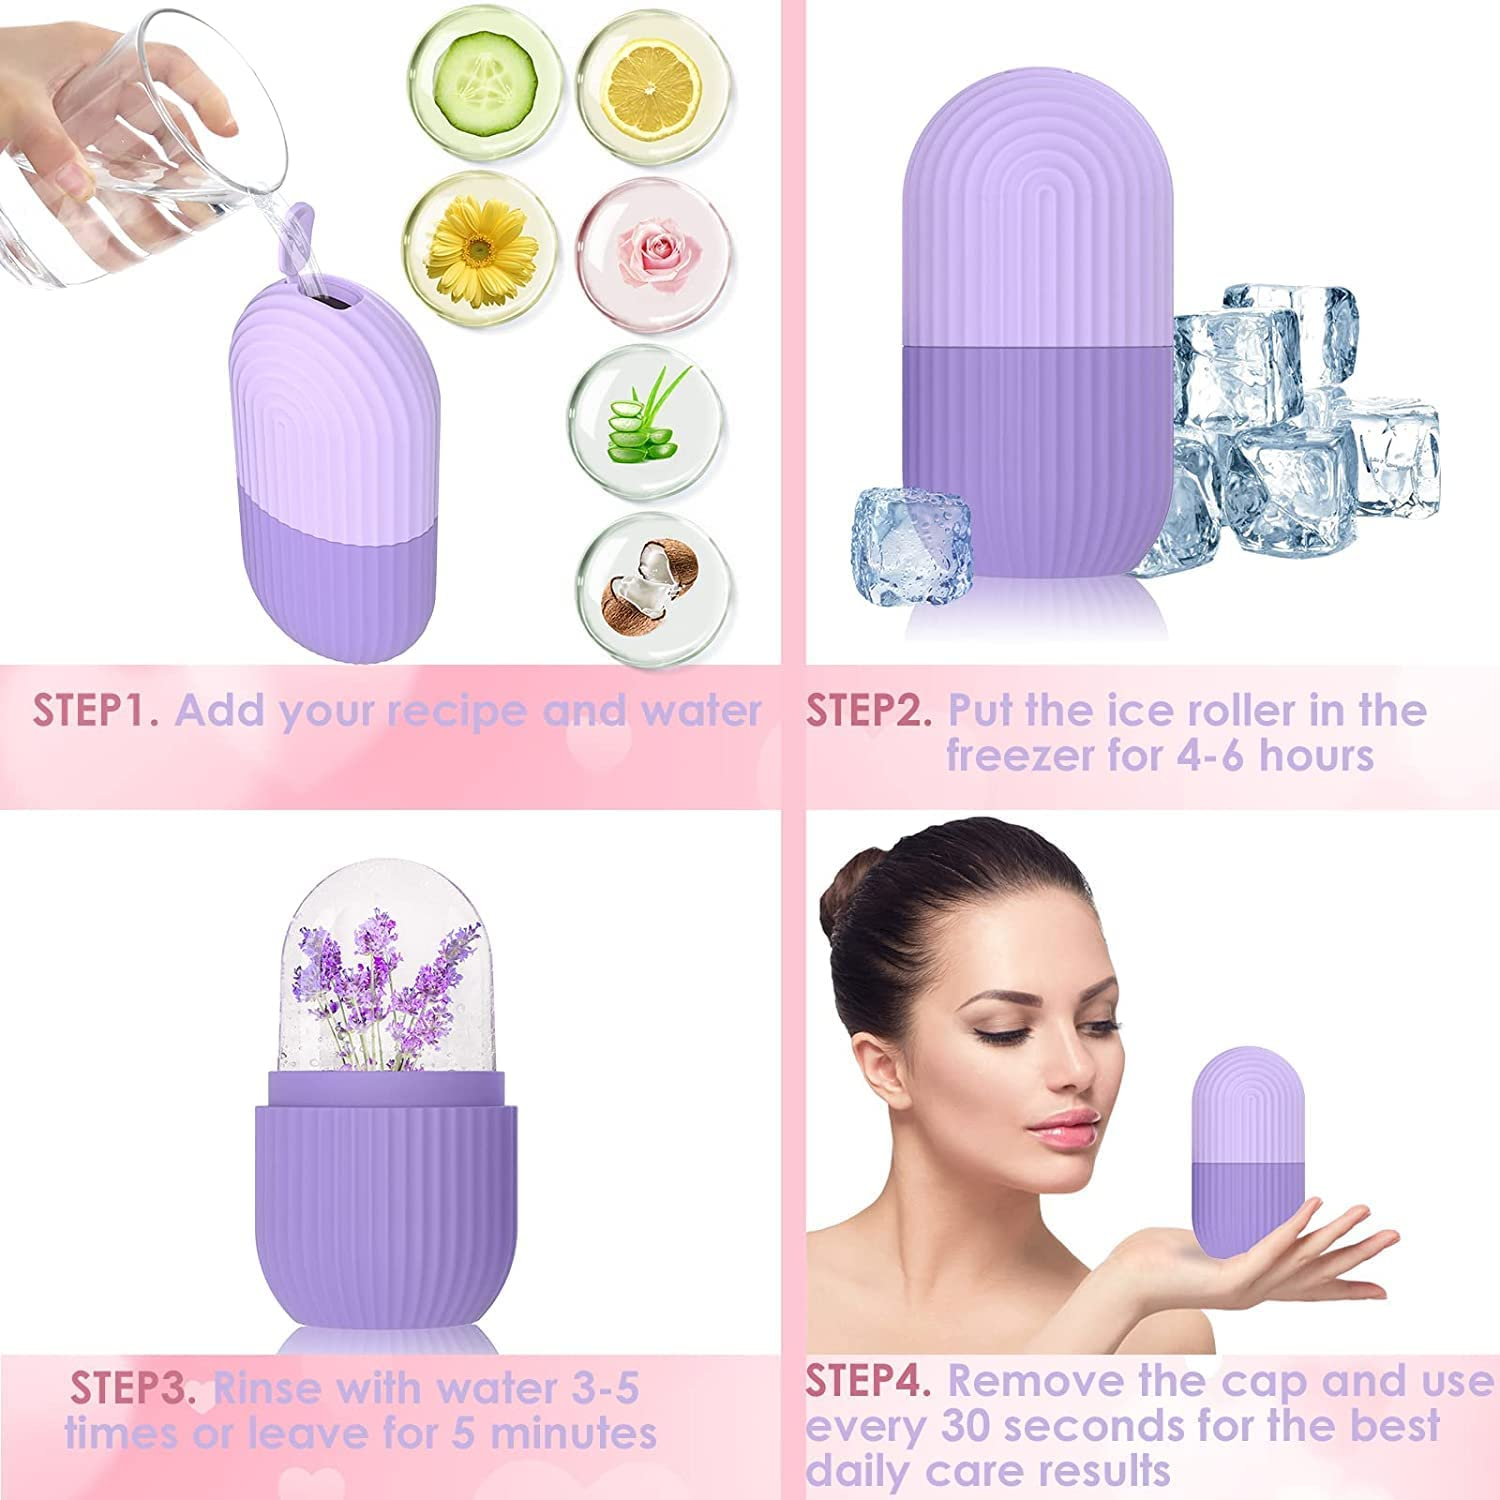 STEP1. Add your recipe and water
STEP2. Put the ice roller in the
freezer for 4-6 hours
STEP3. Rinse with water 3-5
times or leave for 5 minutes
STEP4. Remove the cap and use
every 30 seconds for the best
daily care results